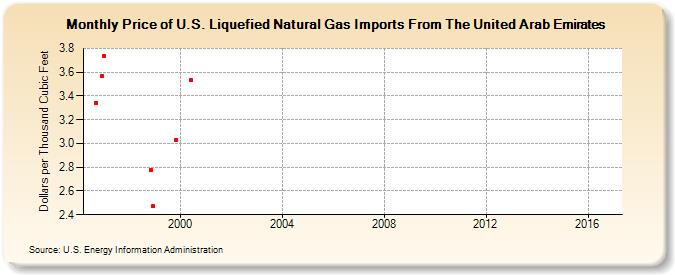 Monthly Price of U.S. Liquefied Natural Gas Imports From The United Arab Emirates
Dollars per Thousand Cubic Feet
3.8
3.6
3.4
3.2
3.0
2.8
2.6
2.4
2000 2004 2008 2012 2016
Source: U.S. Energy Information Administration